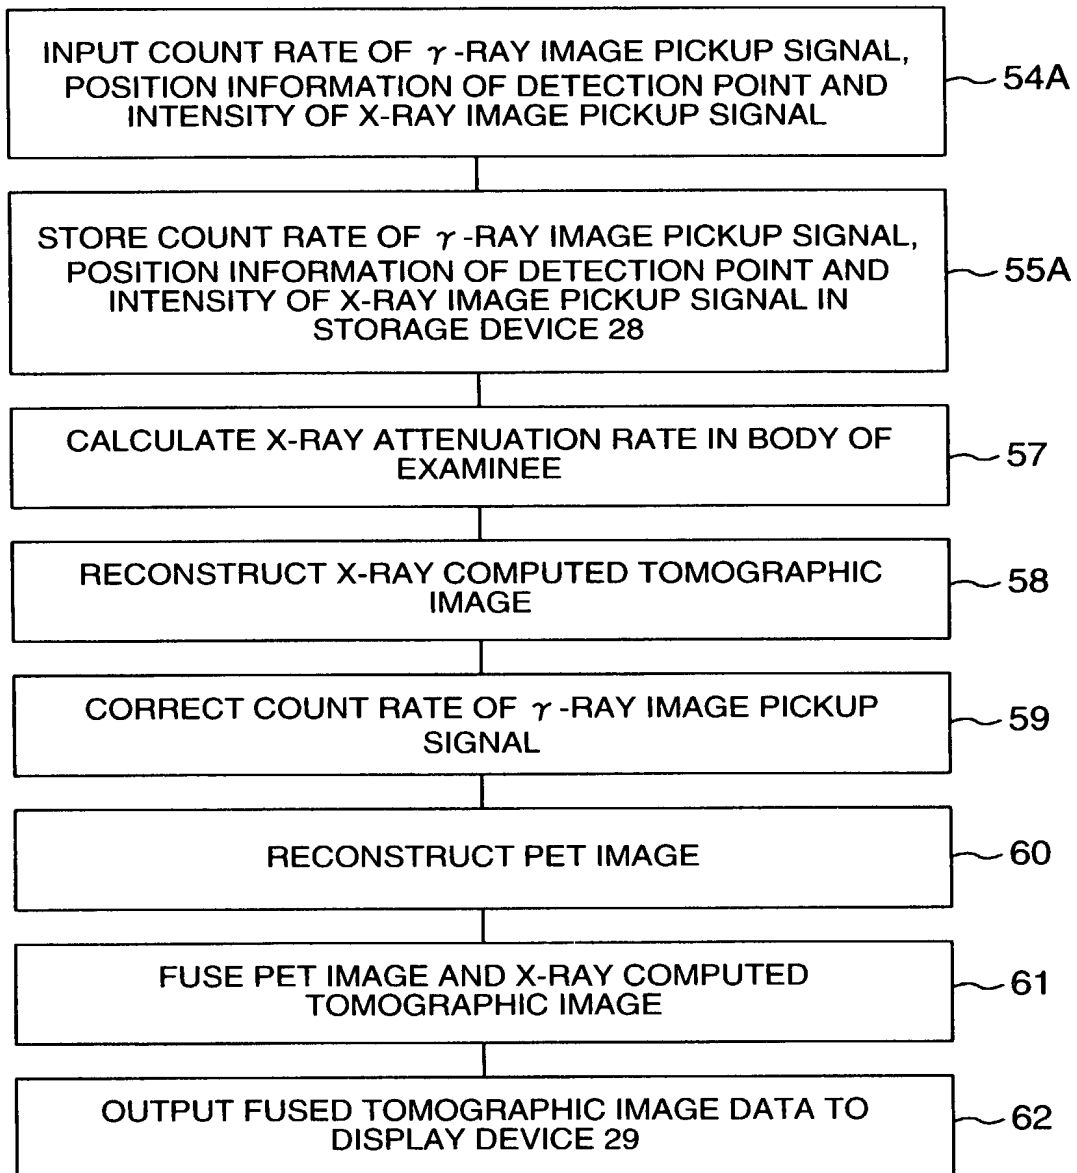 INPUT COUNT RATE OF γ-RAY IMAGE PICKUP SIGNAL,
POSITION INFORMATION OF DETECTION POINT AND
INTENSITY OF X-RAY IMAGE PICKUP SIGNAL
54A
STORE COUNT RATE OF γ-RAY IMAGE PICKUP SIGNAL,
POSITION INFORMATION OF DETECTION POINT AND
INTENSITY OF X-RAY IMAGE PICKUP SIGNAL IN
STORAGE DEVICE 28
55A
CALCULATE X-RAY ATTENUATION RATE IN BODY OF
EXAMINEE
57
RECONSTRUCT X-RAY COMPUTED TOMOGRAPHIC
IMAGE
58
CORRECT COUNT RATE OF γ-RAY IMAGE PICKUP
SIGNAL
59
RECONSTRUCT PET IMAGE
60
FUSE PET IMAGE AND X-RAY COMPUTED
TOMOGRAPHIC IMAGE
61
OUTPUT FUSED TOMOGRAPHIC IMAGE DATA TO
DISPLAY DEVICE 29
62